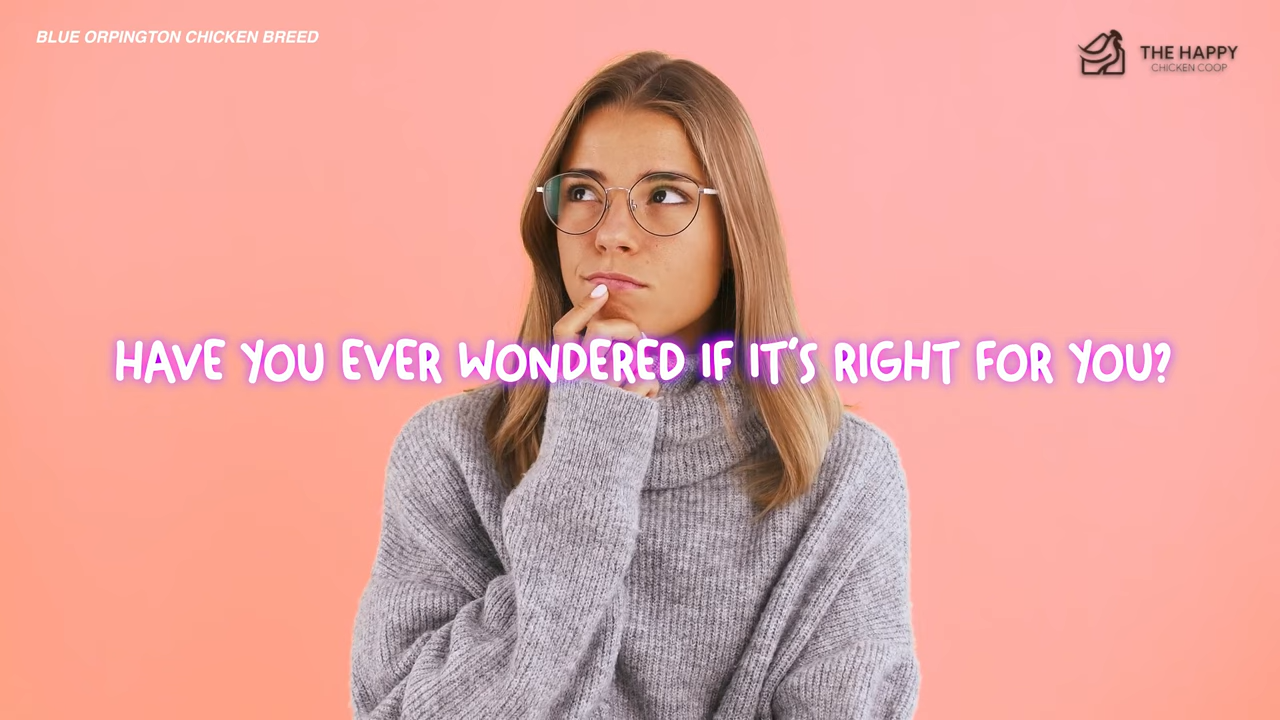 BLUE ORPINGTON CHICKEN BREED
THE HAPPY
CHICKEN COOP
HAVE YOU EVER WONDERED IF IT'S RIGHT FOR YOU?